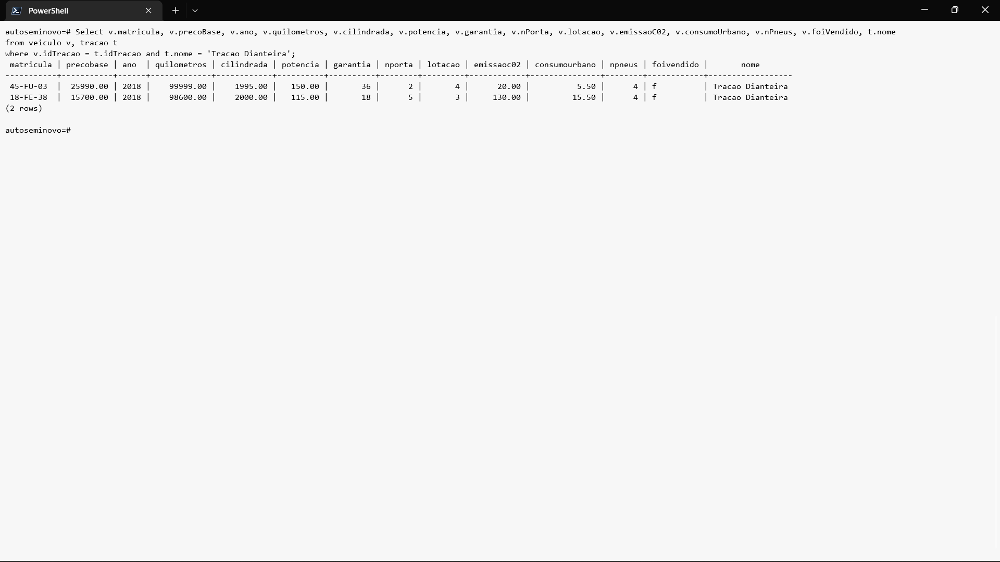 PowerShell
autoseminovo=# Select v.matricula, v.precoBase, v.ano, v.quilometros, v.cilindrada, v.potencia, v.garantia, v.nPorta, v.lotacao, v.emissaoC02, v.consumoUrbano, v.nPneus, v.foiVendido, t.nome
from veiculo v, tracao t
where v.idTracao = t.idTracao and t.nome = 'Tracao Dianteira';
 matricula | precobase | ano  | quilometros | cilindrada | potencia | garantia | nporta | lotacao | emissaoc02 | consumourbano | npneus | foivendido |       nome
-----------+-----------+------+-------------+------------+----------+----------+--------+---------+------------+---------------+--------+------------+------------------
 45-FU-03  |  25990.00 | 2018 |    99999.00 |    1995.00 |   150.00 |       36 |      2 |       4 |      20.00 |          5.50 |      4 | f          | Tracao Dianteira
 18-FE-38  |  15700.00 | 2018 |    98600.00 |    2000.00 |   115.00 |       18 |      5 |       3 |     130.00 |         15.50 |      4 | f          | Tracao Dianteira
(2 rows)
autoseminovo=#